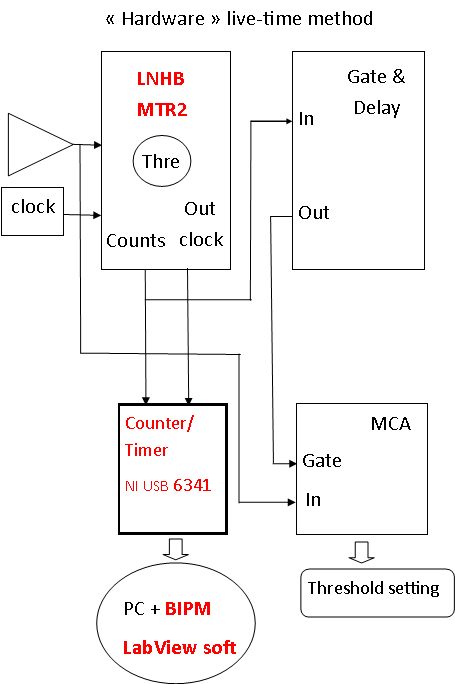 « Hardware » live-time method
LNHB
MTR2
Thre
clock
Out
Counts clock
Gate &
Delay
In
Out
Counter/
Timer
NI USB 6341
MCA
Gate
In
PC + BIPM
LabView soft
Threshold setting